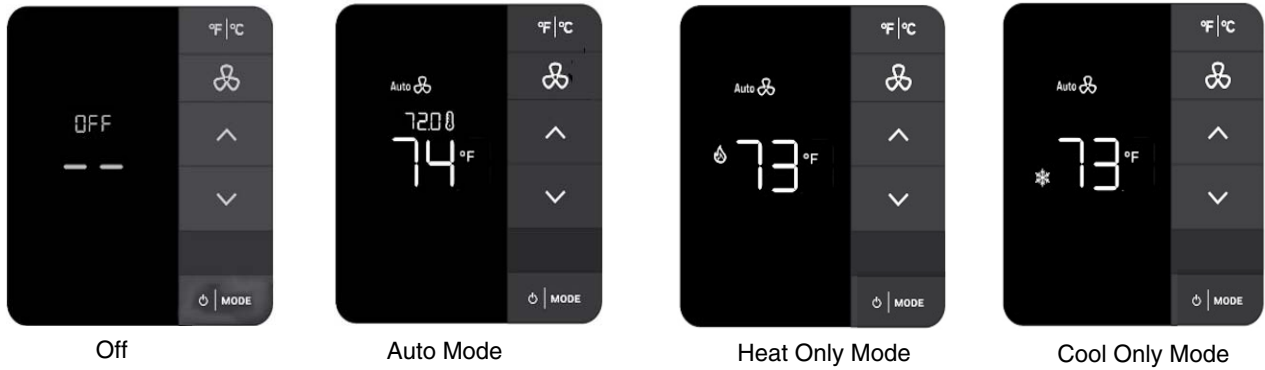 °F|°C
OFF
– –
MODE
Off
°F|°C
Auto
72.0
74 °F
MODE
Auto Mode
°F|°C
Auto
73 °F
MODE
Heat Only Mode
°F|°C
Auto
73 °F
MODE
Cool Only Mode